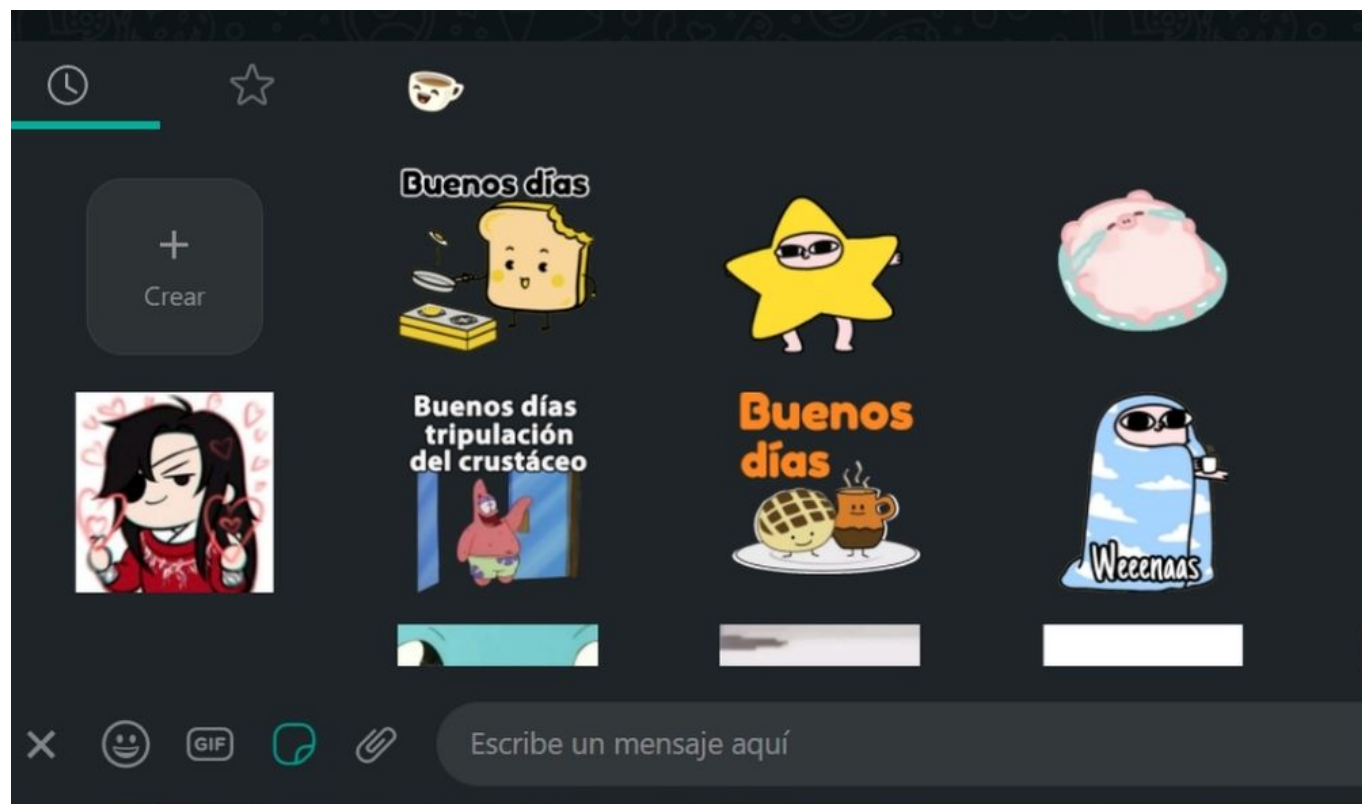 Buenos días
Crear
Buenos días
tripulación
del crustáceo
Buenos
días
Weeenaas
GIF
Escribe un mensaje aquí